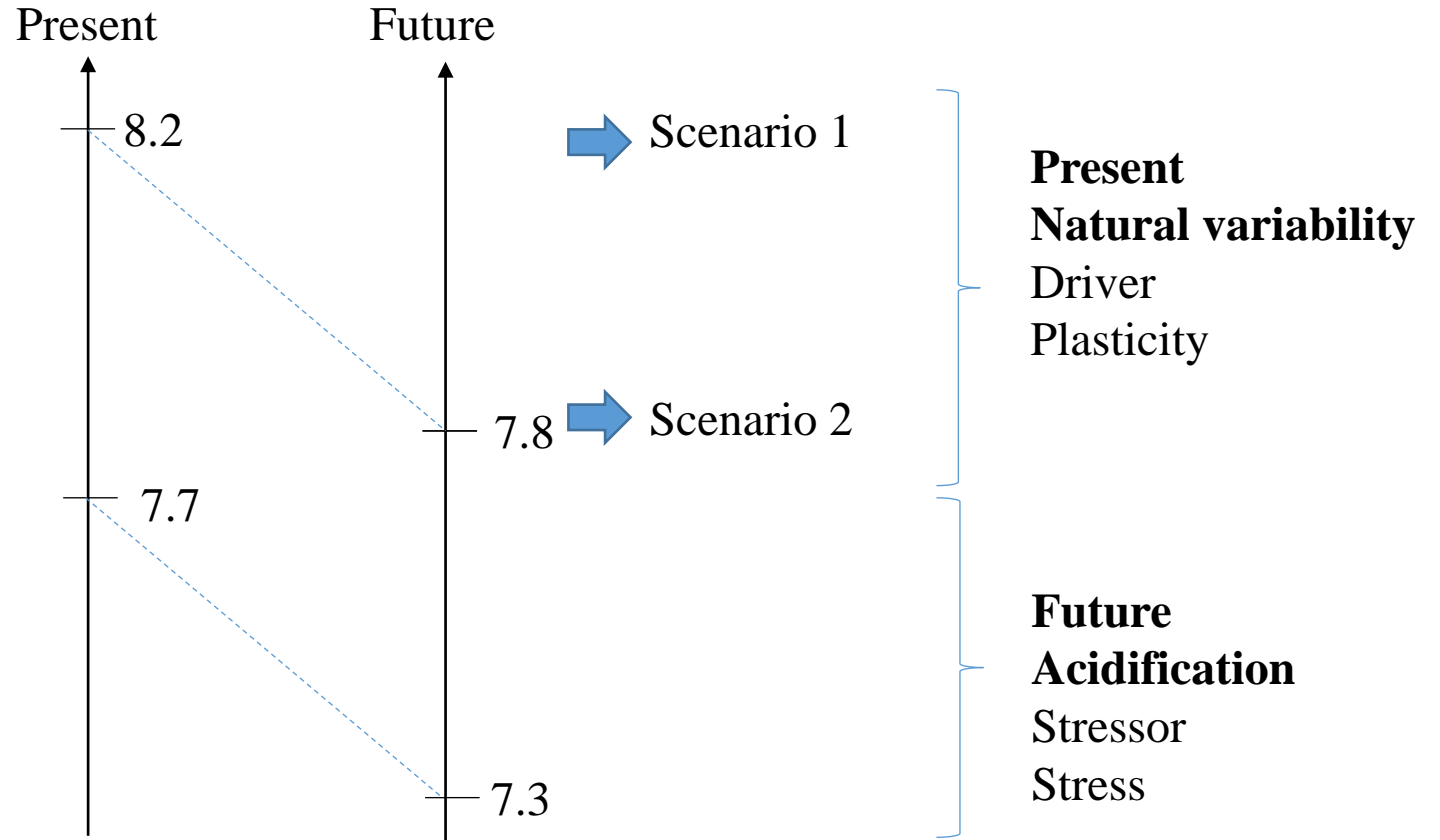 Present
Future
8.2
Scenario 1
Present
Natural variability
Driver
Plasticity
7.8
Scenario 2
7.7
Future
Acidification
Stressor
Stress
7.3